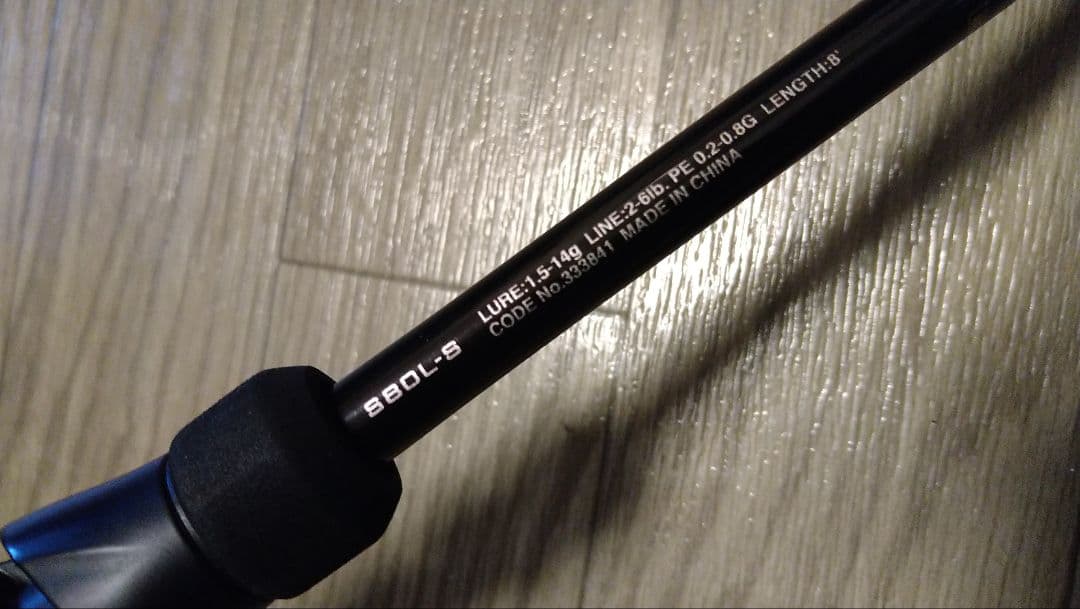 S80L-S
LURE:1.5-14g LINE:2-6lb. PE 0.2-0.8G LENGTH:8'
CODE No.333841 MADE IN CHINA